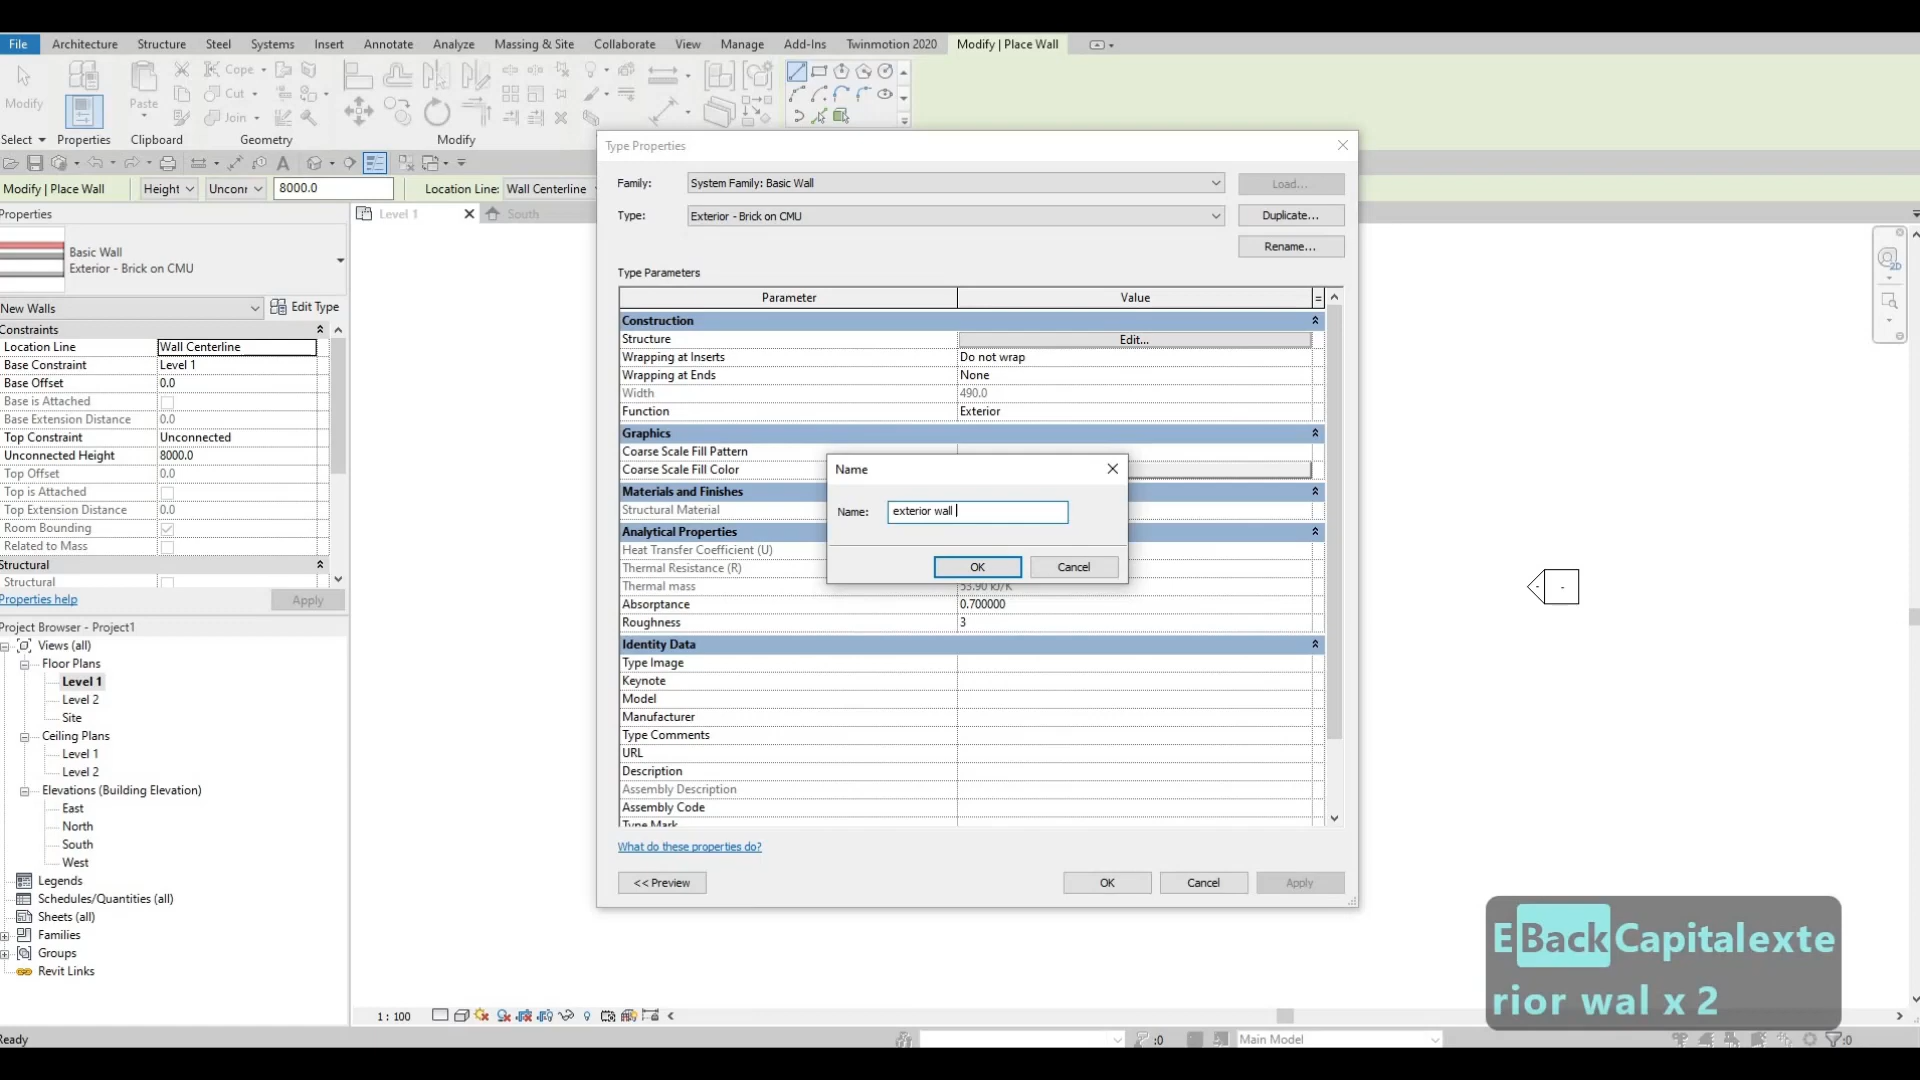 File Architecture Structure Steel Systems Insert Annotate Analyze Massing & Site Collaborate View Manage Add-Ins Twinmotion 2020 Modify | Place Wall
Cope
Modify Paste Cut
Join
Select Properties Clipboard Geometry Modify
Modify | Place Wall Height Unconr 8000.0 Location Line: Wall Centerline
Properties
Level 1 South
Basic Wall
Exterior - Brick on CMU
New Walls Edit Type
Constraints
Location Line Wall Centerline
Base Constraint Level 1
Base Offset 0.0
Base is Attached
Base Extension Distance 0.0
Top Constraint Unconnected
Unconnected Height 8000.0
Top Offset 0.0
Top is Attached
Top Extension Distance 0.0
Room Bounding
Related to Mass
Structural
Structural
Properties help Apply
Project Browser - Project1
Views (all)
Floor Plans
Level 1
Level 2
Site
Ceiling Plans
Level 1
Level 2
Elevations (Building Elevation)
East
North
South
West
Legends
Schedules/Quantities (all)
Sheets (all)
Families
Groups
Revit Links
Type Properties
Family: System Family: Basic Wall Load...
Type: Exterior - Brick on CMU Duplicate...
Rename...
Type Parameters
Parameter Value =
Construction
Structure Edit...
Wrapping at Inserts Do not wrap
Wrapping at Ends None
Width 490.0
Function Exterior
Graphics
Coarse Scale Fill Pattern
Coarse Scale Fill Color
Materials and Finishes
Structural Material
Analytical Properties
Heat Transfer Coefficient (U)
Thermal Resistance (R)
Thermal mass 53.90 kJ/K
Absorptance 0.700000
Roughness 3
Identity Data
Type Image
Keynote
Model
Manufacturer
Type Comments
URL
Description
Assembly Description
Assembly Code
Type Mark
What do these properties do?
<< Preview OK Cancel Apply
Name
Name: exterior wall
OK Cancel
2D
1 : 100
Ready :0 Main Model :0
EBackCapitalexte
rior wal x 2